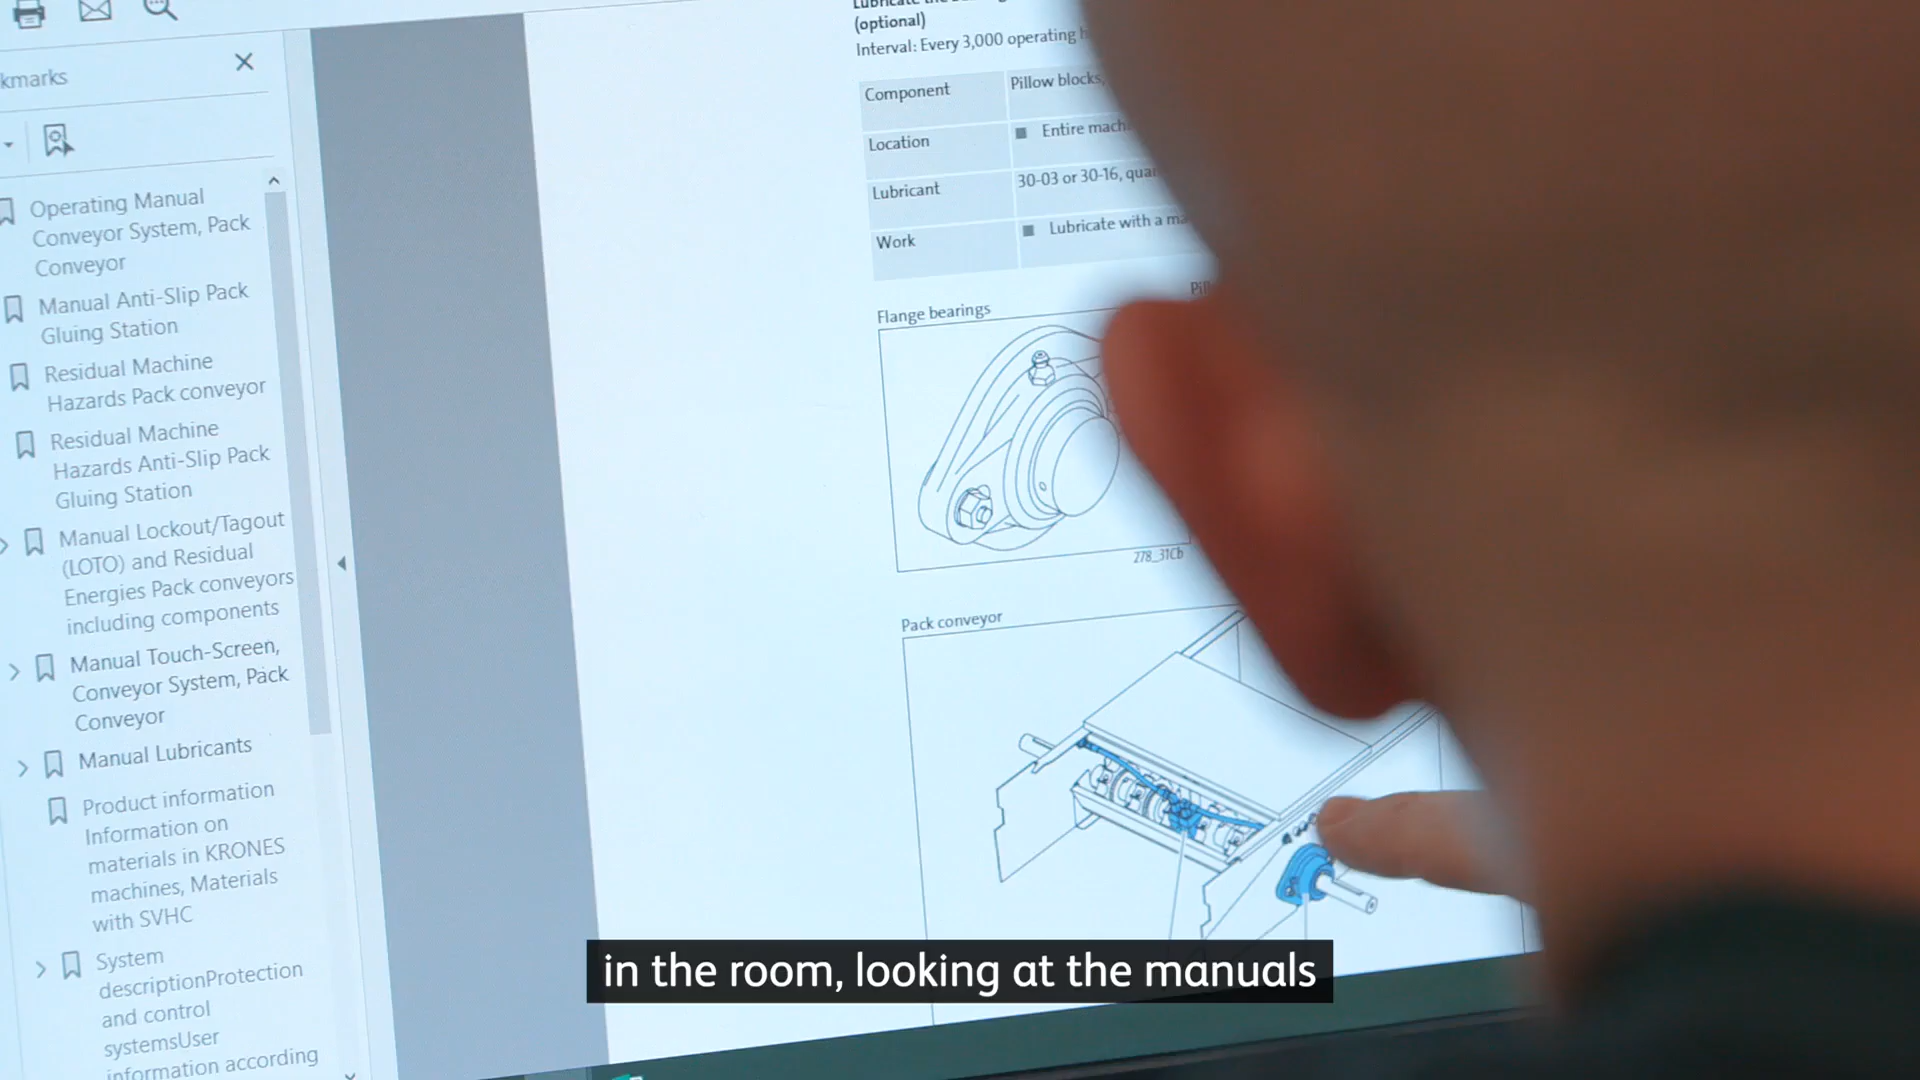 kmarks
Operating Manual
Conveyor System, Pack
Conveyor
Manual Anti-Slip Pack
Gluing Station
Residual Machine
Hazards Pack conveyor
Residual Machine
Hazards Anti-Slip Pack
Gluing Station
Manual Lockout/Tagout
(LOTO) and Residual
Energies Pack conveyors
including components
Manual Touch-Screen,
Conveyor System, Pack
Conveyor
Manual Lubricants
Product information
Information on
materials in KRONES
machines, Materials
with SVHC
System
descriptionProtection
and control
systemsUser
information according
Lubricate the
(optional)
Interval: Every 3,000 operating
Component Pillow blocks,
Location ■ Entire mach
Lubricant 30-03 or 30-16, quan
Work ■ Lubricate with a ma
Pil
Flange bearings
278_31Cb
Pack conveyor
in the room, looking at the manuals